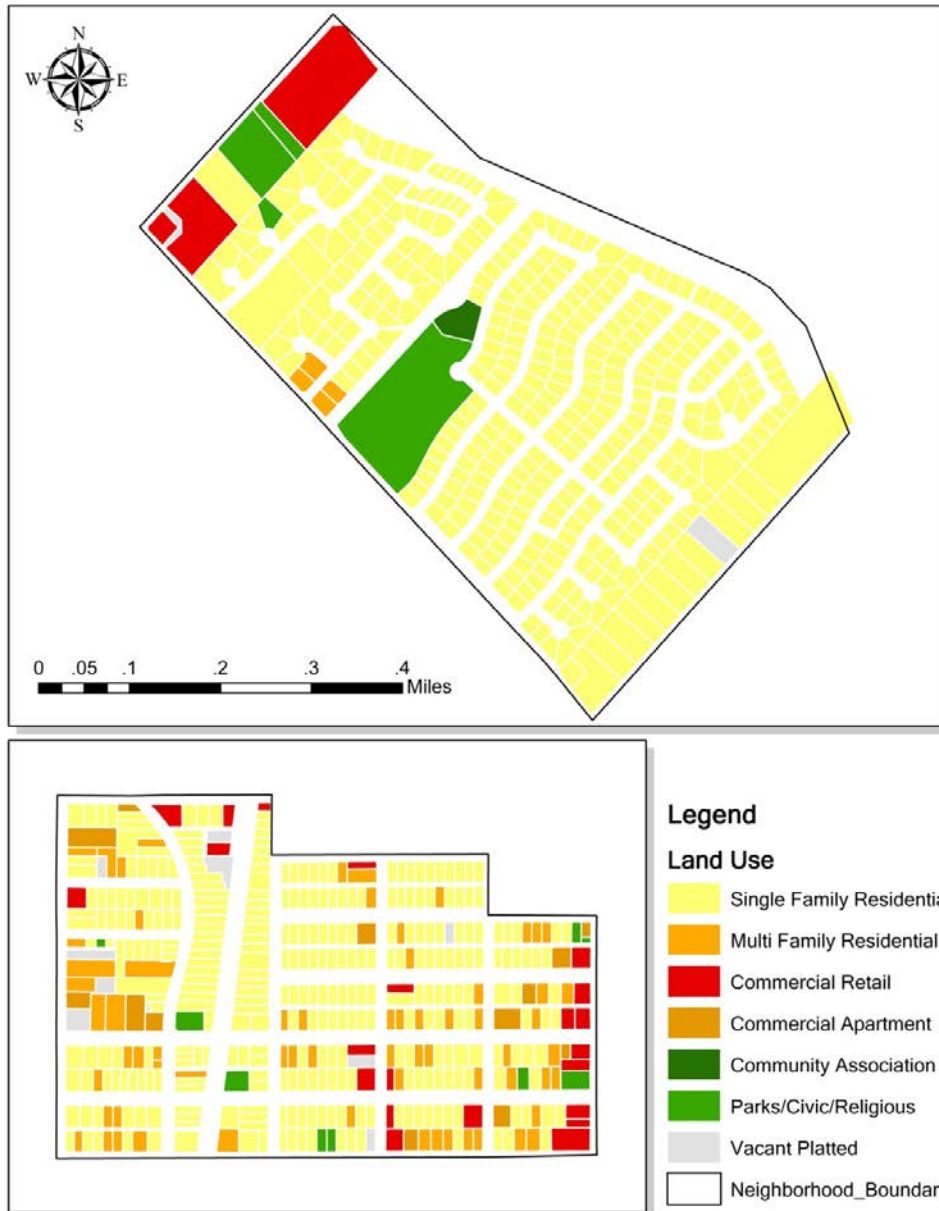 N
W E
S
0 .05 .1 .2 .3 .4
Miles
Legend
Land Use
Single Family Residentia
Multi Family Residential
Commercial Retail
Commercial Apartment
Community Association
Parks/Civic/Religious
Vacant Platted
Neighborhood_Boundar